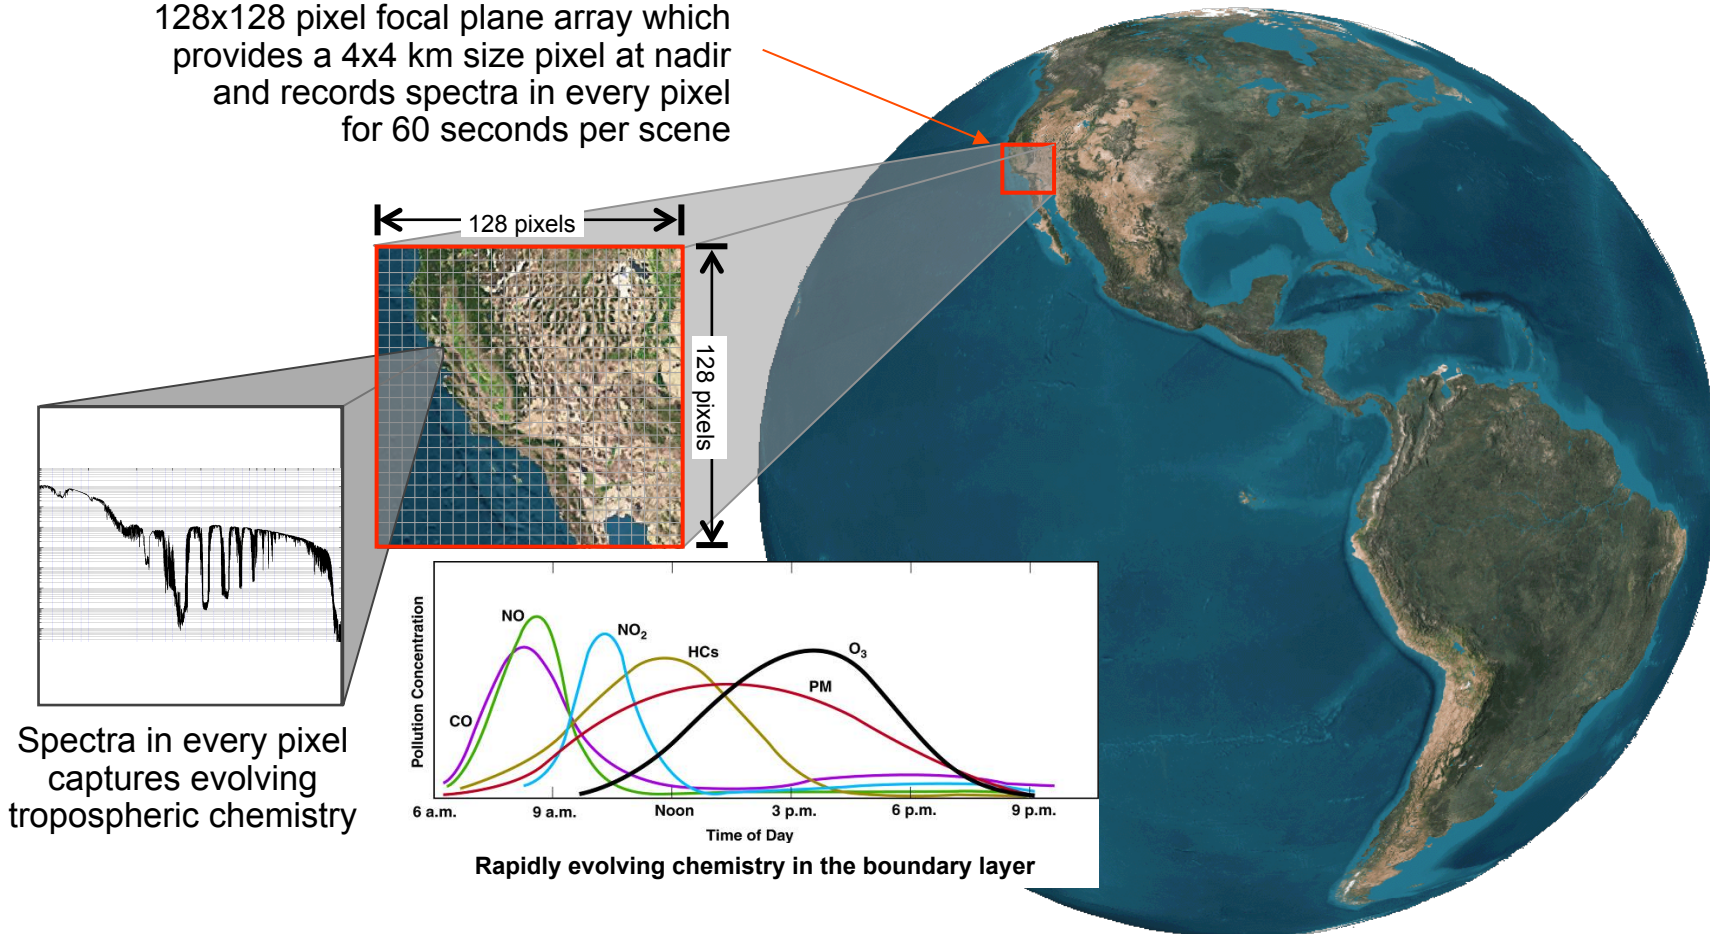 128x128 pixel focal plane array which
provides a 4x4 km size pixel at nadir
and records spectra in every pixel
for 60 seconds per scene
128 pixels
128 pixels
Spectra in every pixel
captures evolving
tropospheric chemistry
Pollution Concentration
NO
NO₂
HCs
O₃
PM
CO
6 a.m.
9 a.m.
Noon
3 p.m.
6 p.m.
9 p.m.
Time of Day
Rapidly evolving chemistry in the boundary layer